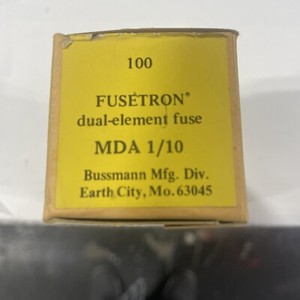 100
FUSETRON®
dual-element fuse
MDA 1/10
Bussmann Mfg. Div.
Earth City, Mo. 63045